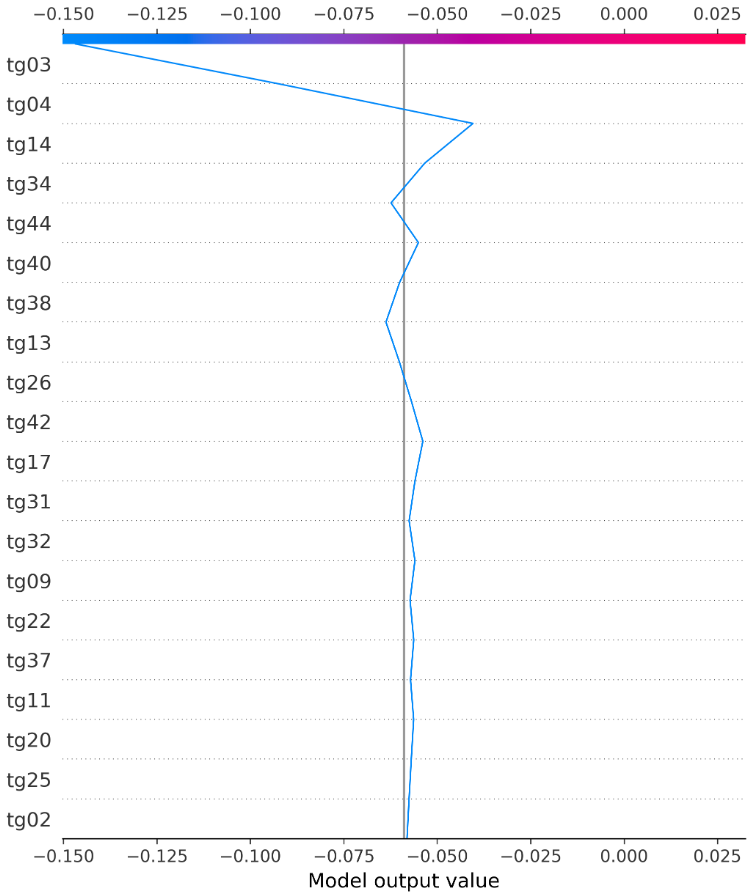 −0.150 −0.125 −0.100 −0.075 −0.050 −0.025 0.000 0.025
tg03
tg04
tg14
tg34
tg44
tg40
tg38
tg13
tg26
tg42
tg17
tg31
tg32
tg09
tg22
tg37
tg11
tg20
tg25
tg02
−0.150 −0.125 −0.100 −0.075 −0.050 −0.025 0.000 0.025
Model output value